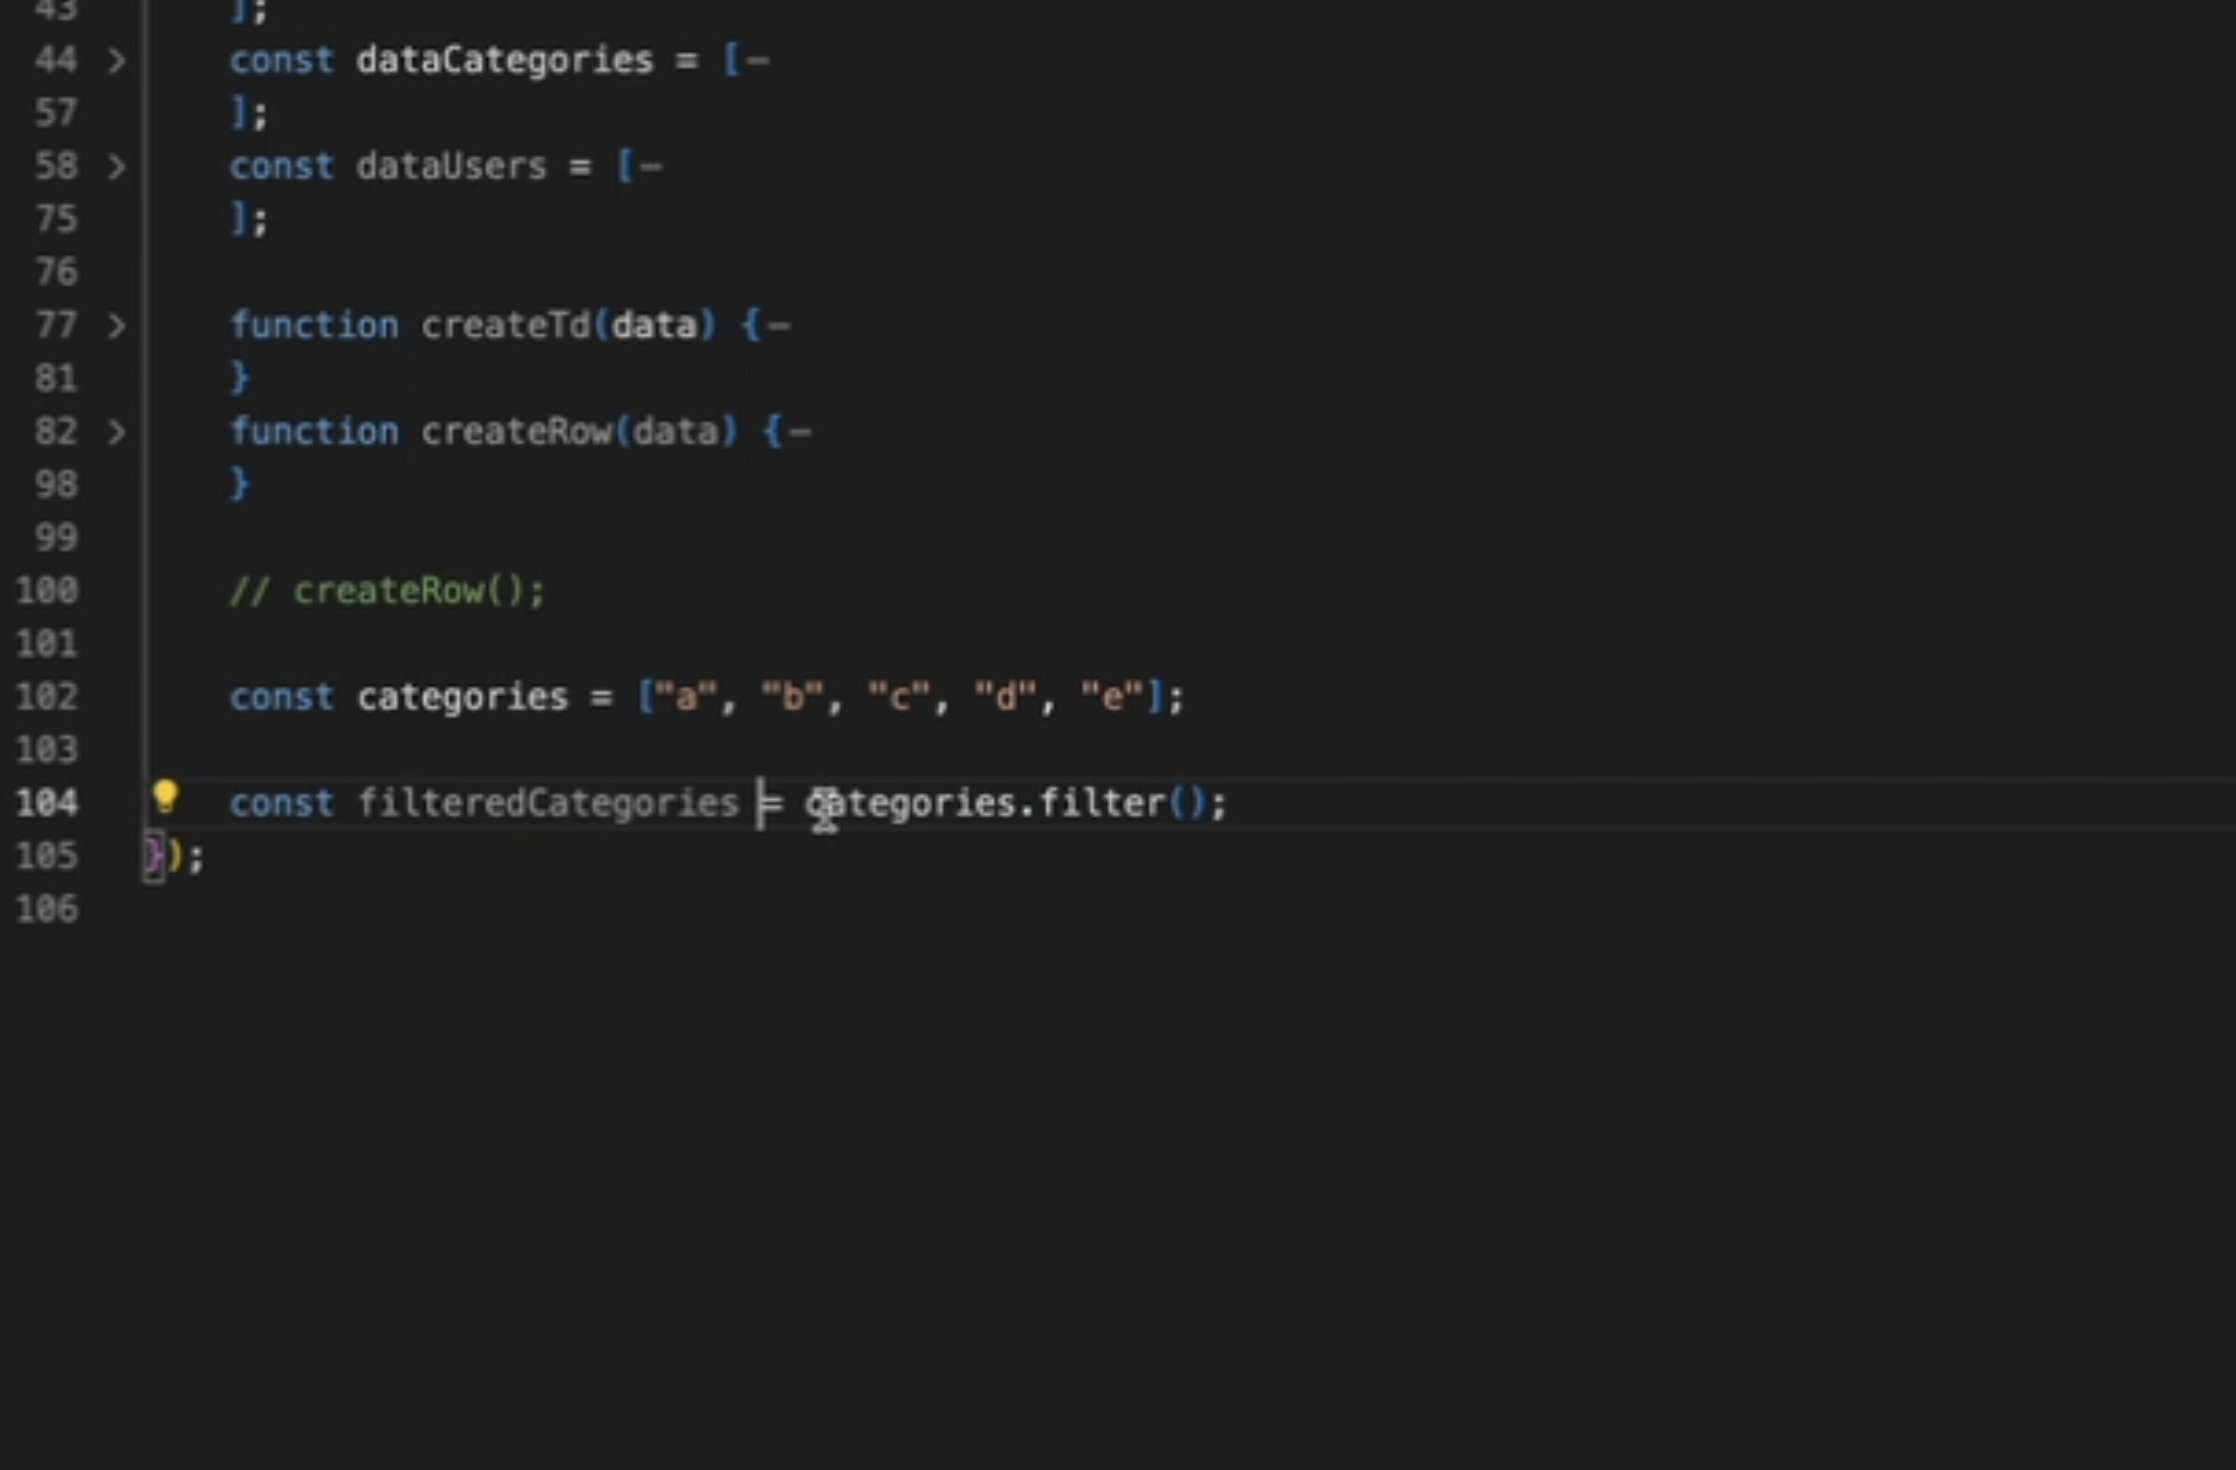 43 ];
44 > const dataCategories = [–
57 ];
58 > const dataUsers = [–
75 ];
76
77 > function createTd(data) {–
81 }
82 > function createRow(data) {–
98 }
99
100 // createRow();
101
102 const categories = ["a", "b", "c", "d", "e"];
103
104 const filteredCategories = categories.filter();
105 });
106